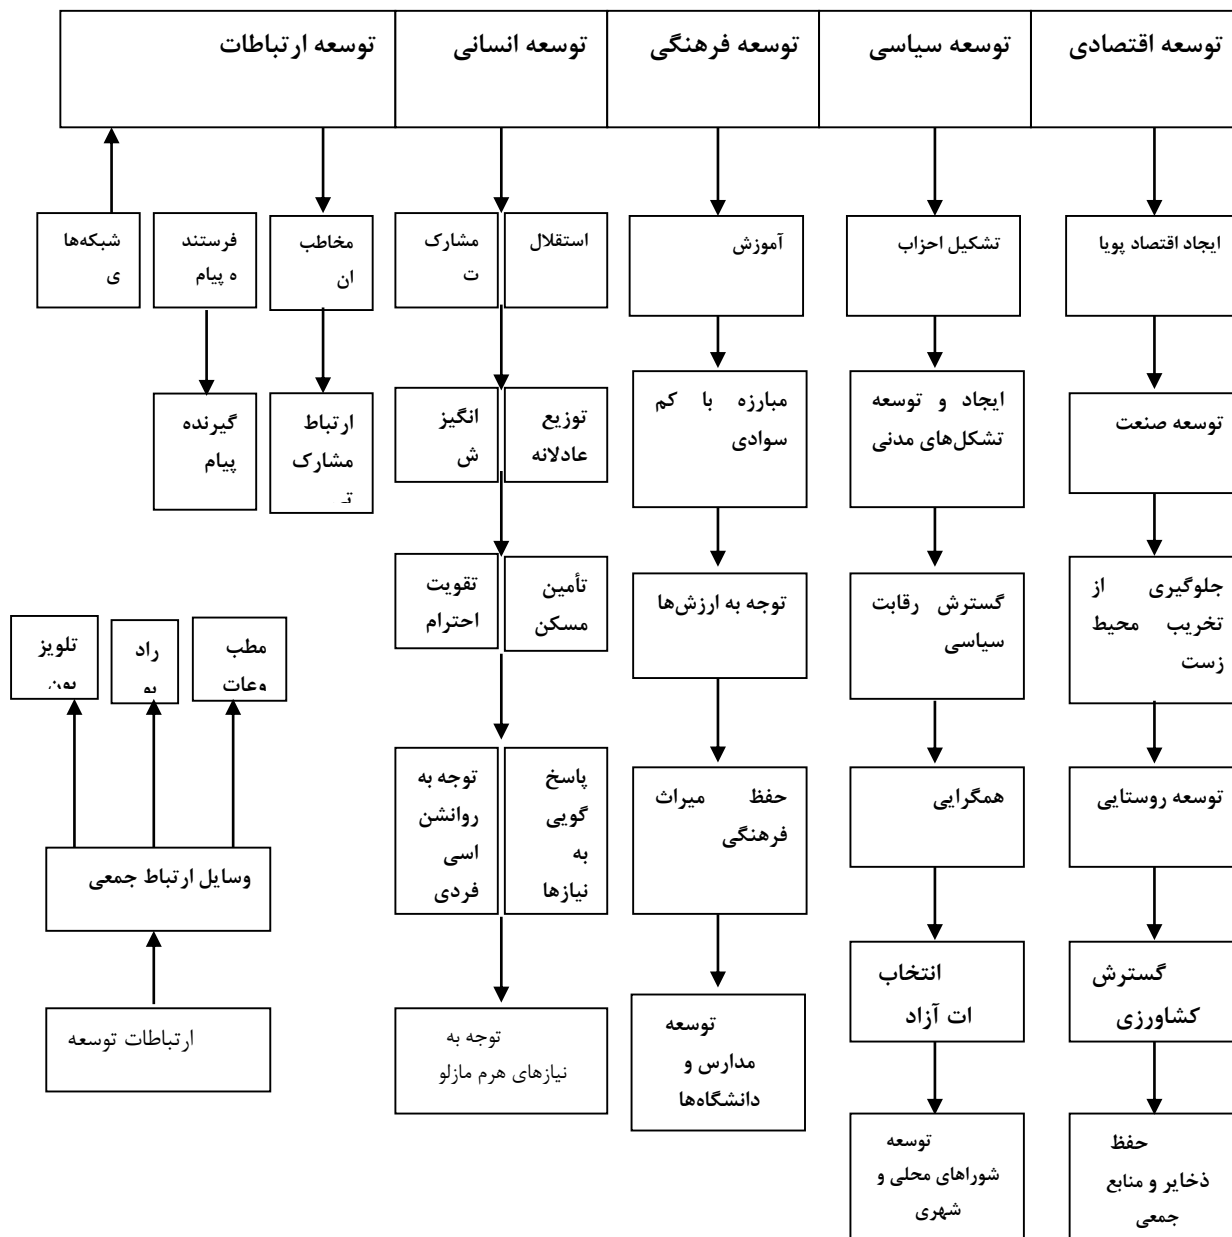 توسعه اقتصادی
توسعه سیاسی
توسعه فرهنگی
توسعه انسانی
توسعه ارتباطات
ایجاد اقتصاد پویا
توسعه صنعت
جلوگیری از
تخریب محیط
زست
توسعه روستایی
گسترش
کشاورزی
حفظ
ذخایر و منابع
جمعی
تشکیل احزاب
ایجاد و توسعه
تشکل‌های مدنی
گسترش رقابت
سیاسی
همگرایی
انتخاب
ات آزاد
توسعه
شوراهای محلی و
شهری
آموزش
مبارزه با کم
سوادی
توجه به ارزش‌ها
حفظ میراث
فرهنگی
توسعه
مدارس و
دانشگاه‌ها
استقلال
مشارک
ت
توزیع
عادلانه
انگیز
ش
تأمین
مسکن
تقویت
احترام
پاسخ
گویی
به
نیازها
توجه به
روانشن
اسی
فردی
توجه به
نیازهای هرم مازلو
مخاطب
ان
فرستند
ه پیام
شبکه‌ها
ی
ارتباط
مشارک
تـ
گیرنده
پیام
مطب
وعات
راد
یو
تلویز
یون
وسایل ارتباط جمعی
ارتباطات توسعه